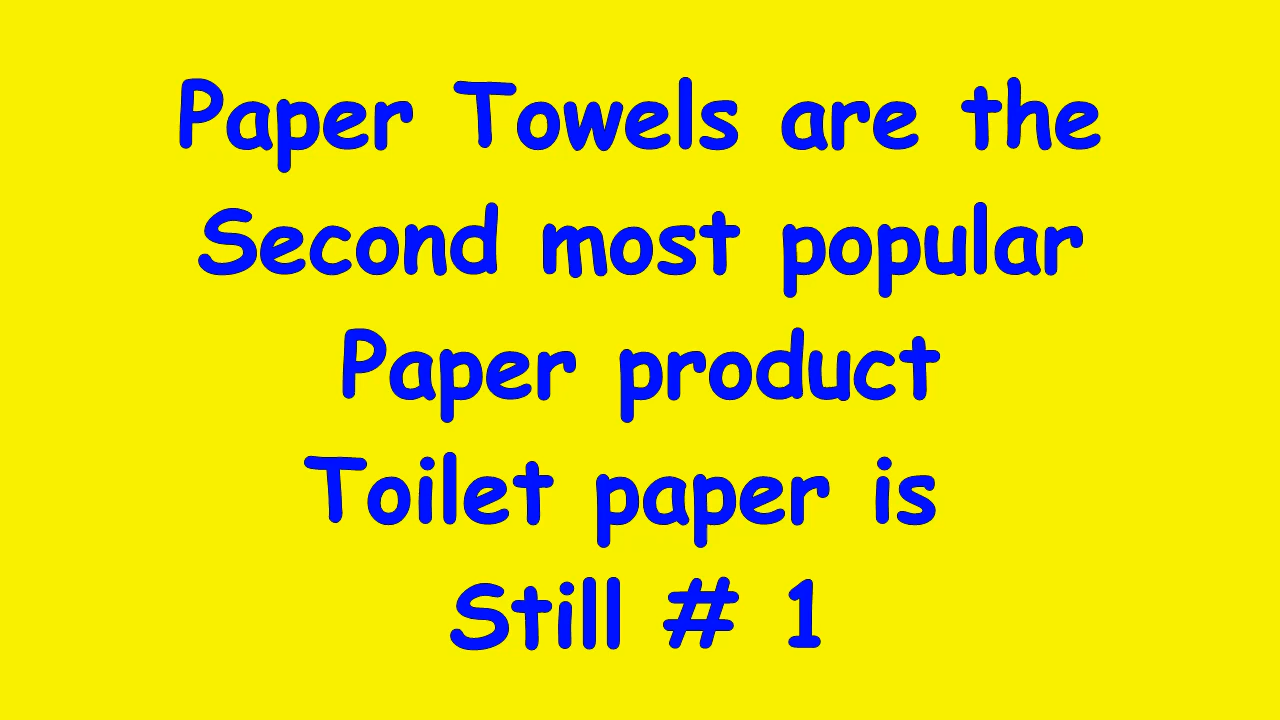 Paper Towels are the
Second most popular
Paper product
Toilet paper is
Still # 1